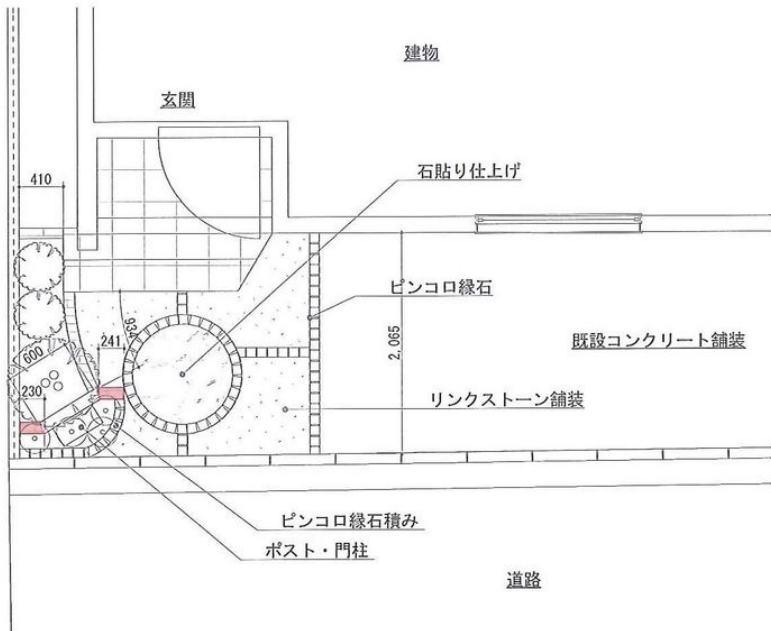 建物
玄関
410
石貼り仕上げ
ピンコロ縁石
934
241
600
2,065
既設コンクリート舗装
230
リンクストーン舗装
ピンコロ縁石積み
ポスト・門柱
道路